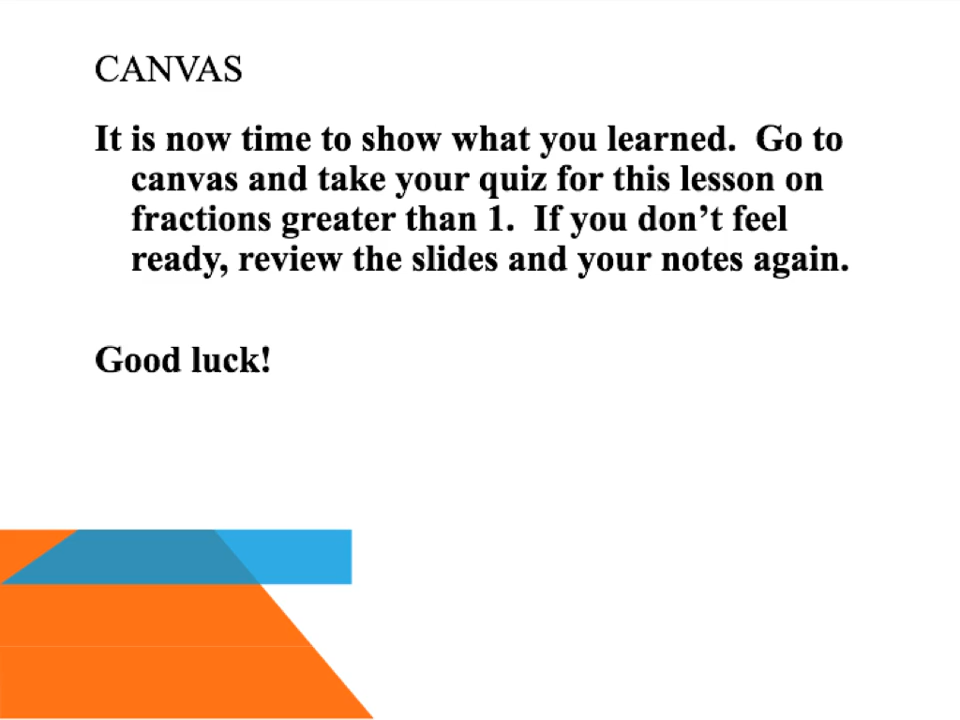 CANVAS
It is now time to show what you learned.  Go to
canvas and take your quiz for this lesson on
fractions greater than 1.  If you don’t feel
ready, review the slides and your notes again.
Good luck!